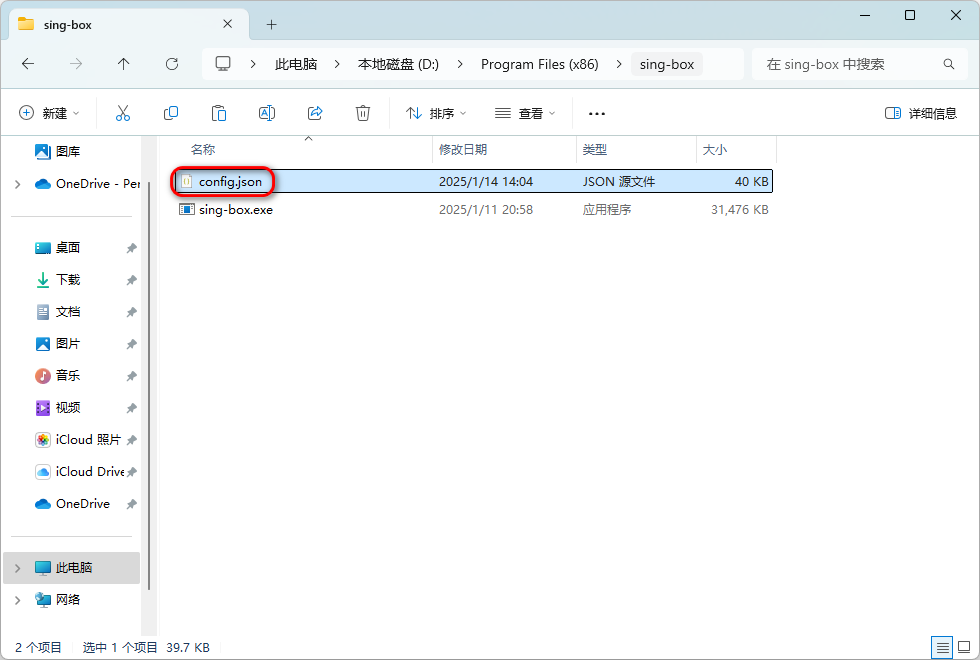 sing-box
此电脑 本地磁盘 (D:) Program Files (x86) sing-box
在 sing-box 中搜索
新建 排序 查看 详细信息
名称 修改日期 类型 大小
config.json 2025/1/14 14:04 JSON 源文件 40 KB
sing-box.exe 2025/1/11 20:58 应用程序 31,476 KB
图库
OneDrive - Per
桌面
下载
文档
图片
音乐
视频
iCloud 照片
iCloud Drive
OneDrive
此电脑
网络
2 个项目 选中 1 个项目 39.7 KB